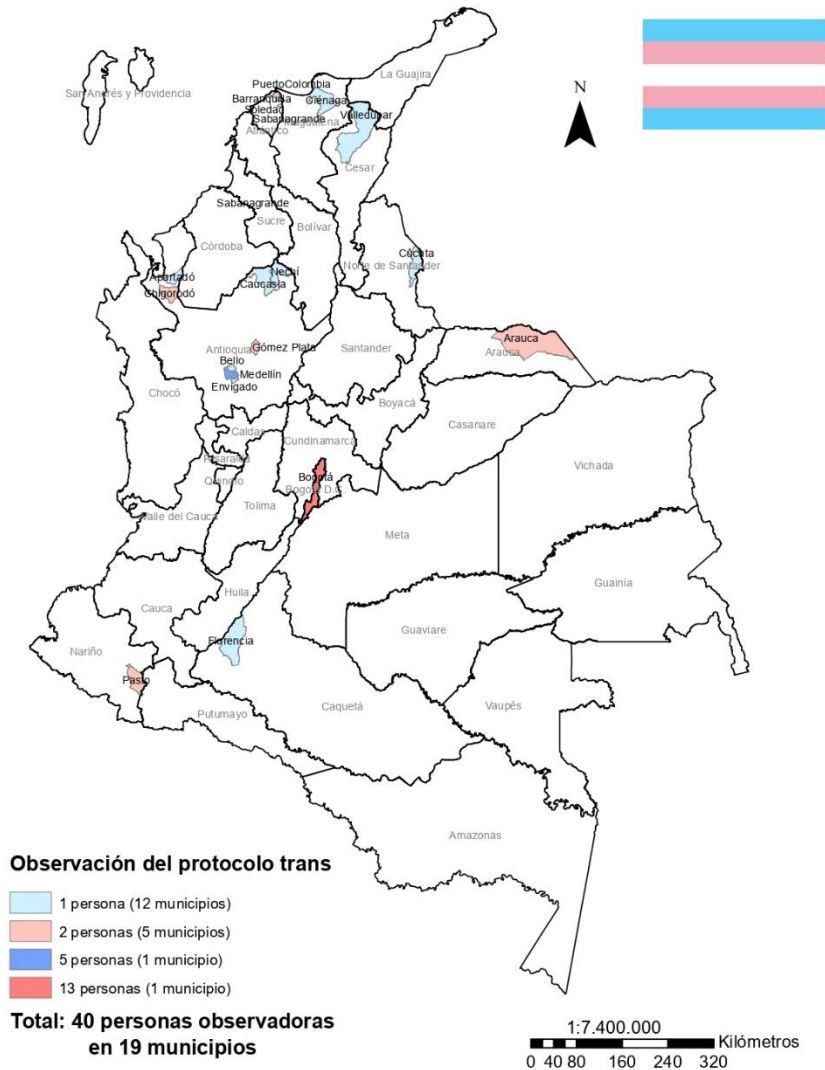 La Guajira
San Andrés y Providencia
N
PuertoColombia
Barranquilla
Ciénaga
Soledad
Sabanagrande
Magdalena
Atlántico
Valledupar
Cesar
Sabanagrande
Sucre
Bolívar
Córdoba
Cúcuta
Norte de Santander
Apartadó
Nechí
Caucasia
Chigorodó
Arauca
Arauca
Gómez Plata
Antioquia
Santander
Bello
Medellín
Envigado
Chocó
Boyacá
Casanare
Caldas
Cundinamarca
Risaralda
Vichada
Bogotá
Quindío
Bogotá D.C.
Tolima
Valle del Cauca
Meta
Guainía
Huila
Cauca
Guaviare
Florencia
Nariño
Pasto
Caquetá
Vaupés
Putumayo
Amazonas
Observación del protocolo trans
1 persona (12 municipios)
2 personas (5 municipios)
5 personas (1 municipio)
13 personas (1 municipio)
Total: 40 personas observadoras
en 19 municipios
1:7.400.000
Kilómetros
0 40 80 160 240 320